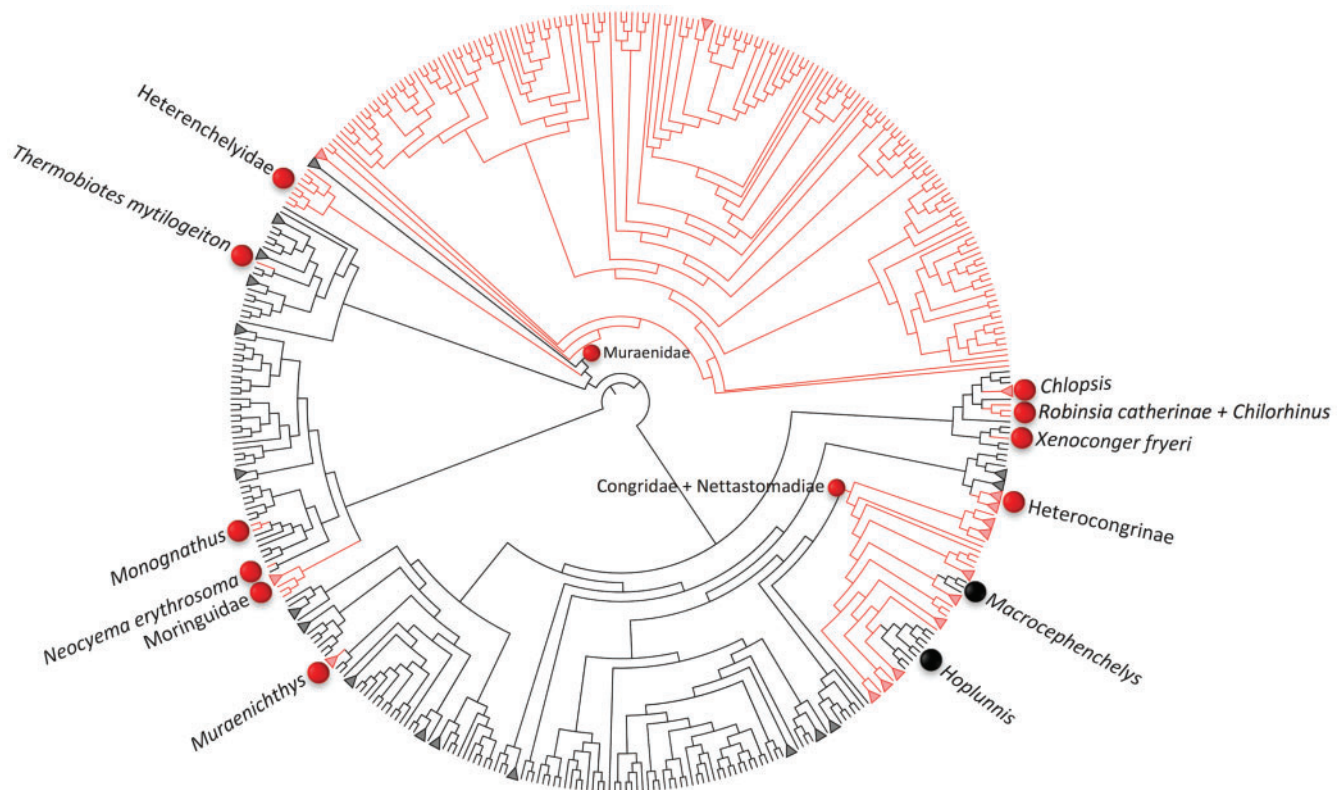 Heterenchelyidae
Thermobiotes mytilogeiton
Muraenidae
Chlopsis
Robinsia catherinae + Chilorhinus
Xenoconger fryeri
Congridae + Nettastomadiae
Heterocongrinae
Monognathus
Neocyema erythrosoma
Moringuidae
Macrocephenchelys
Muraenichthys
Hoplunnis